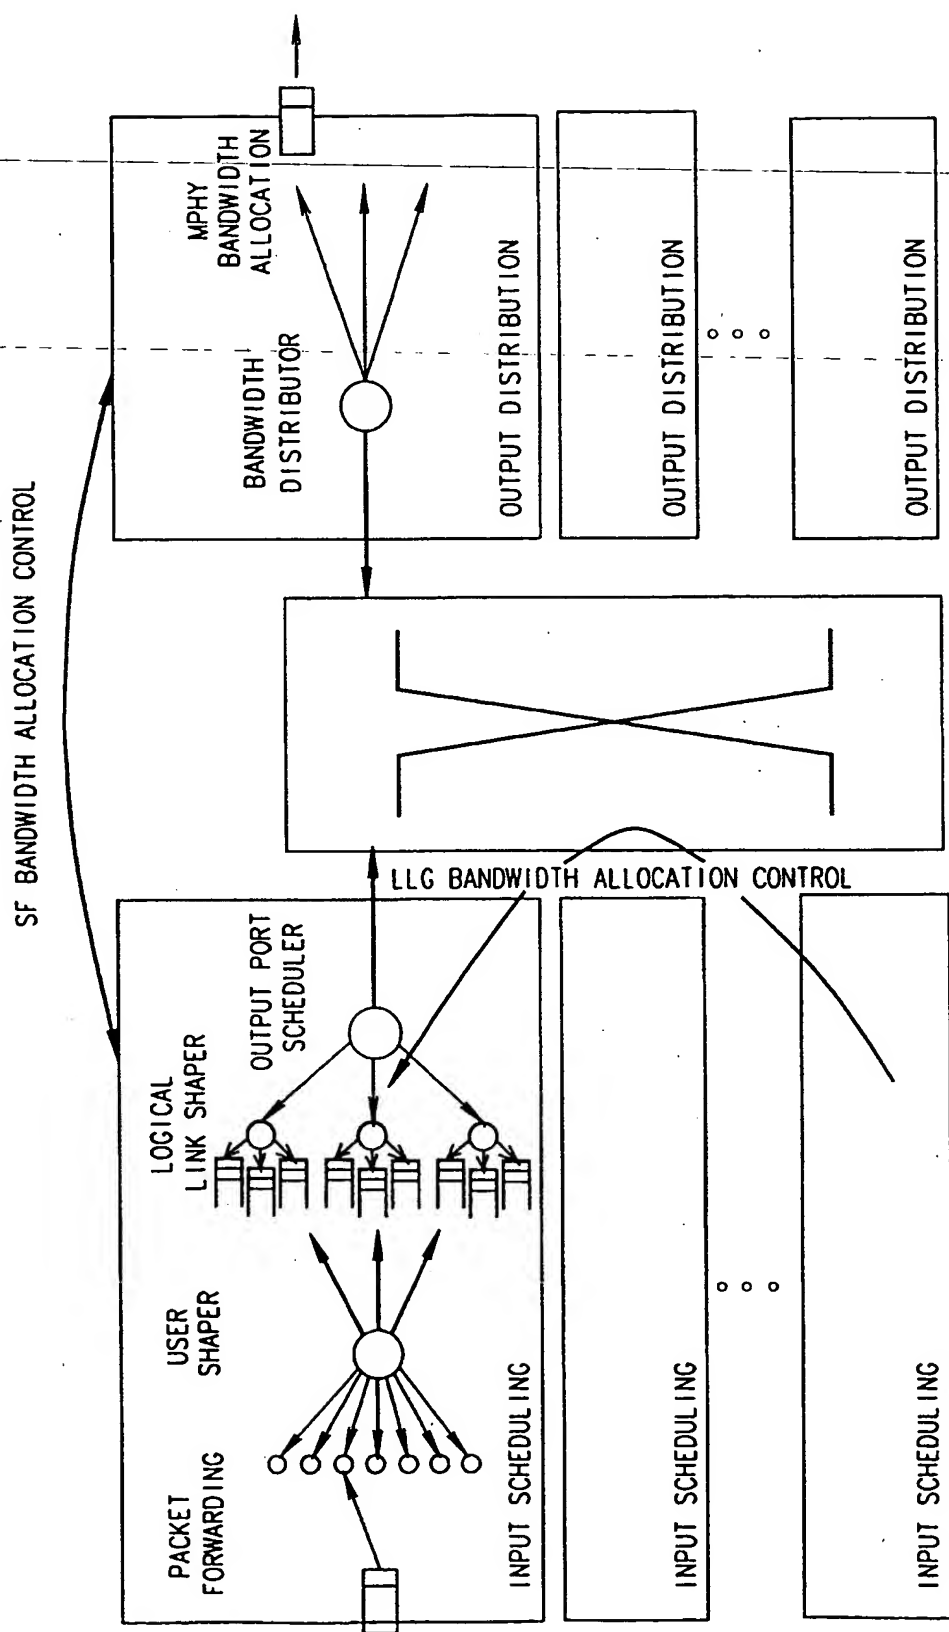 SF BANDWIDTH ALLOCATION CONTROL
PACKET
FORWARDING
USER
SHAPER
LOGICAL
LINK SHAPER
OUTPUT PORT
SCHEDULER
INPUT SCHEDULING
INPUT SCHEDULING
INPUT SCHEDULING
LLG BANDWIDTH ALLOCATION CONTROL
BANDWIDTH
DISTRIBUTOR
MPHY
BANDWIDTH
ALLOCATION
OUTPUT DISTRIBUTION
OUTPUT DISTRIBUTION
OUTPUT DISTRIBUTION